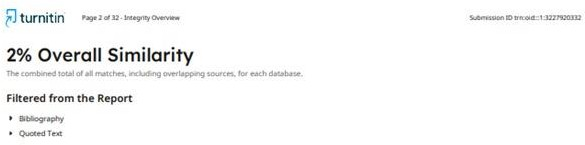 turnitin Page 2 of 32 - Integrity Overview Submission ID trn:oid:::1:3227920332
2% Overall Similarity
The combined total of all matches, including overlapping sources, for each database.
Filtered from the Report
Bibliography
Quoted Text